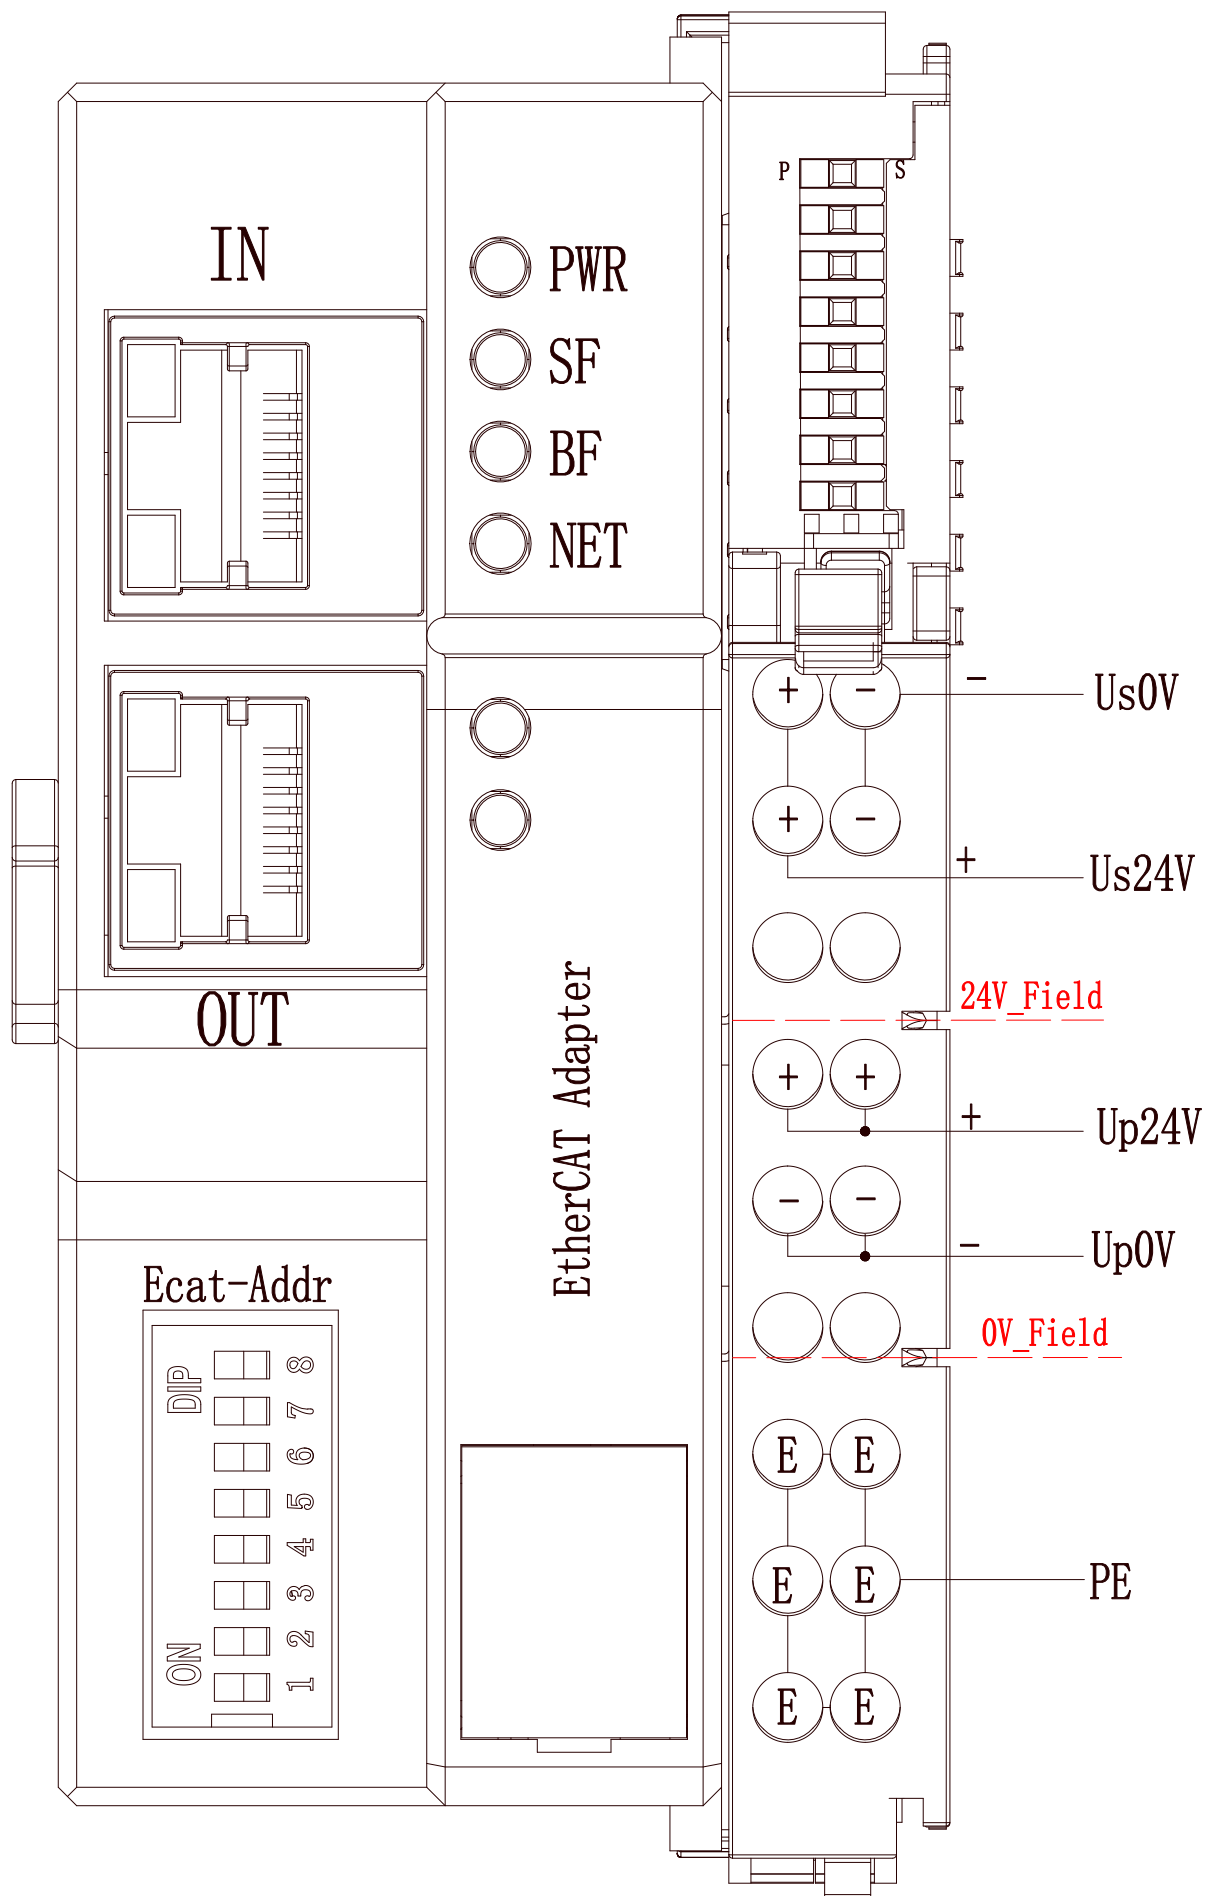 P S
IN
PWR
SF
BF
NET
+ - - Us0V
+ - + Us24V
OUT
24V_Field
EtherCAT Adapter
+ + + Up24V
- - - Up0V
Ecat-Addr
0V_Field
DIP
ON
8
7
6
5
4
3
2
1
E E
E E PE
E E